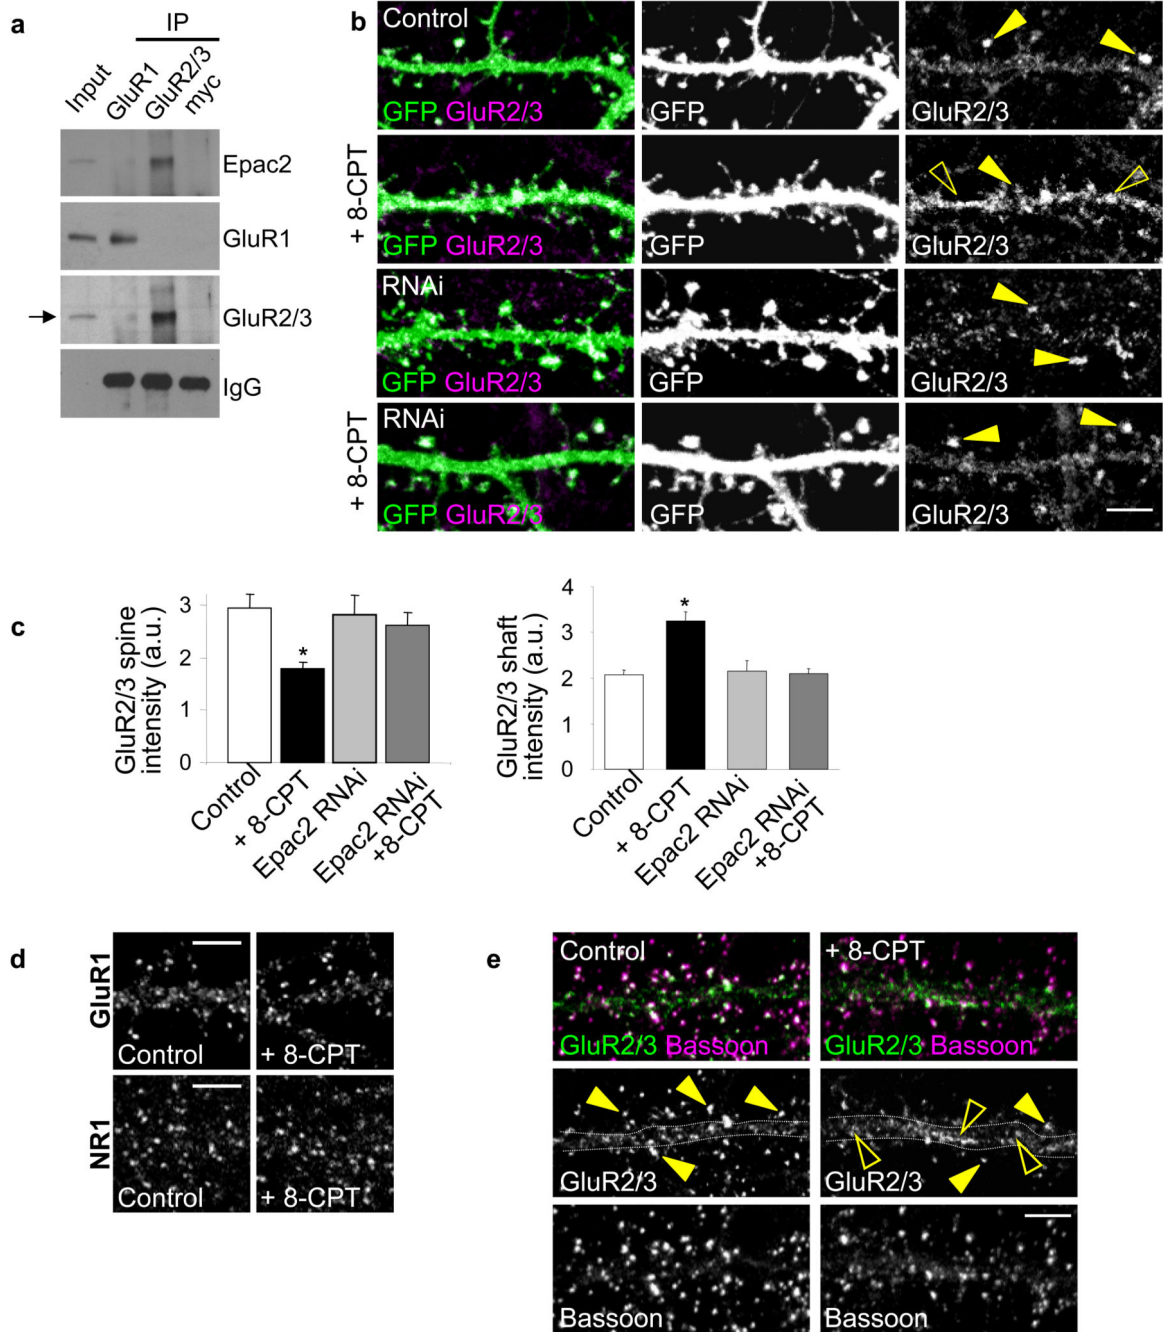 a
IP
Input
GluR1
GluR2/3
myc
Epac2
GluR1
GluR2/3
IgG
b
Control
GFP GluR2/3
GFP
GluR2/3
+ 8-CPT
GFP GluR2/3
GFP
GluR2/3
RNAi
GFP GluR2/3
GFP
GluR2/3
+ 8-CPT
RNAi
GFP GluR2/3
GFP
GluR2/3
c
GluR2/3 spine
intensity (a.u.)
3
2
1
0
*
Control
+ 8-CPT
Epac2 RNAi
Epac2 RNAi
+8-CPT
GluR2/3 shaft
intensity (a.u.)
4
3
2
1
0
*
Control
+ 8-CPT
Epac2 RNAi
Epac2 RNAi
+8-CPT
d
GluR1
Control
+ 8-CPT
NR1
Control
+ 8-CPT
e
Control
GluR2/3 Bassoon
+ 8-CPT
GluR2/3 Bassoon
GluR2/3
GluR2/3
Bassoon
Bassoon